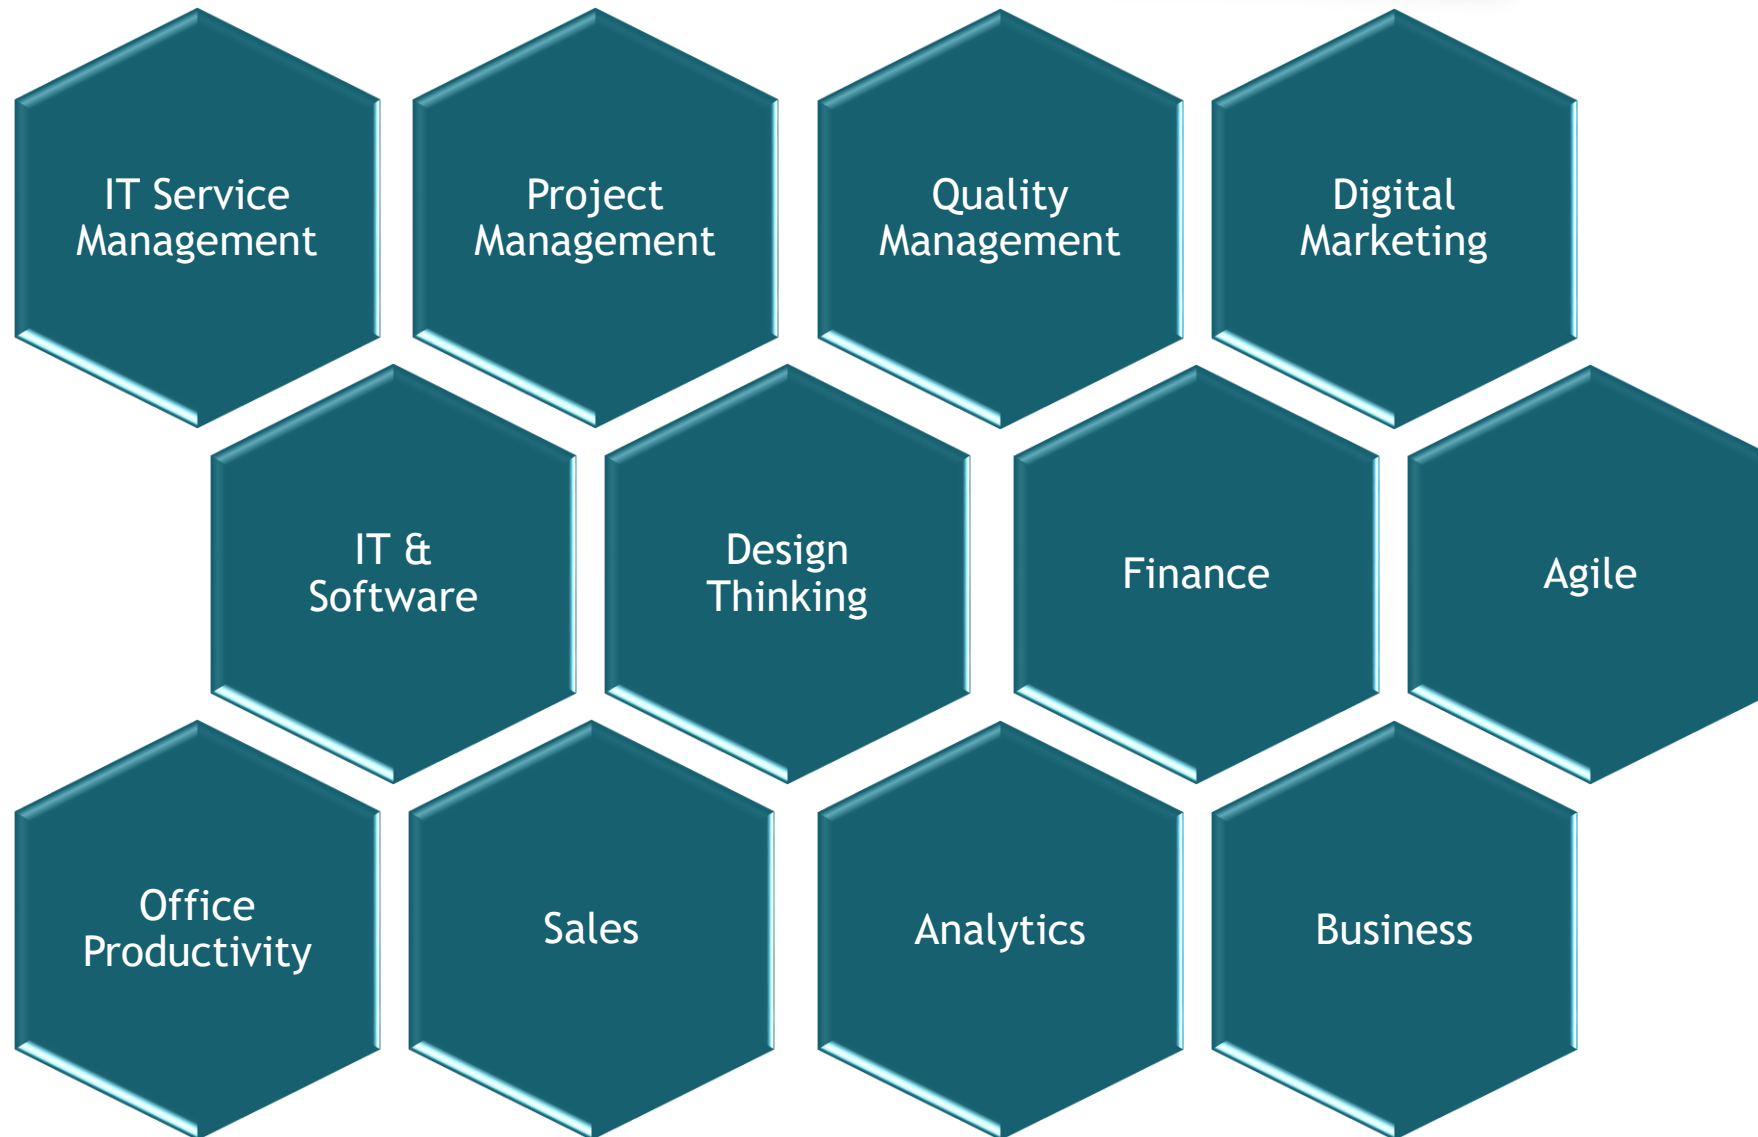 IT Service
Management
Project
Management
Quality
Management
Digital
Marketing
IT &
Software
Design
Thinking
Finance
Agile
Office
Productivity
Sales
Analytics
Business